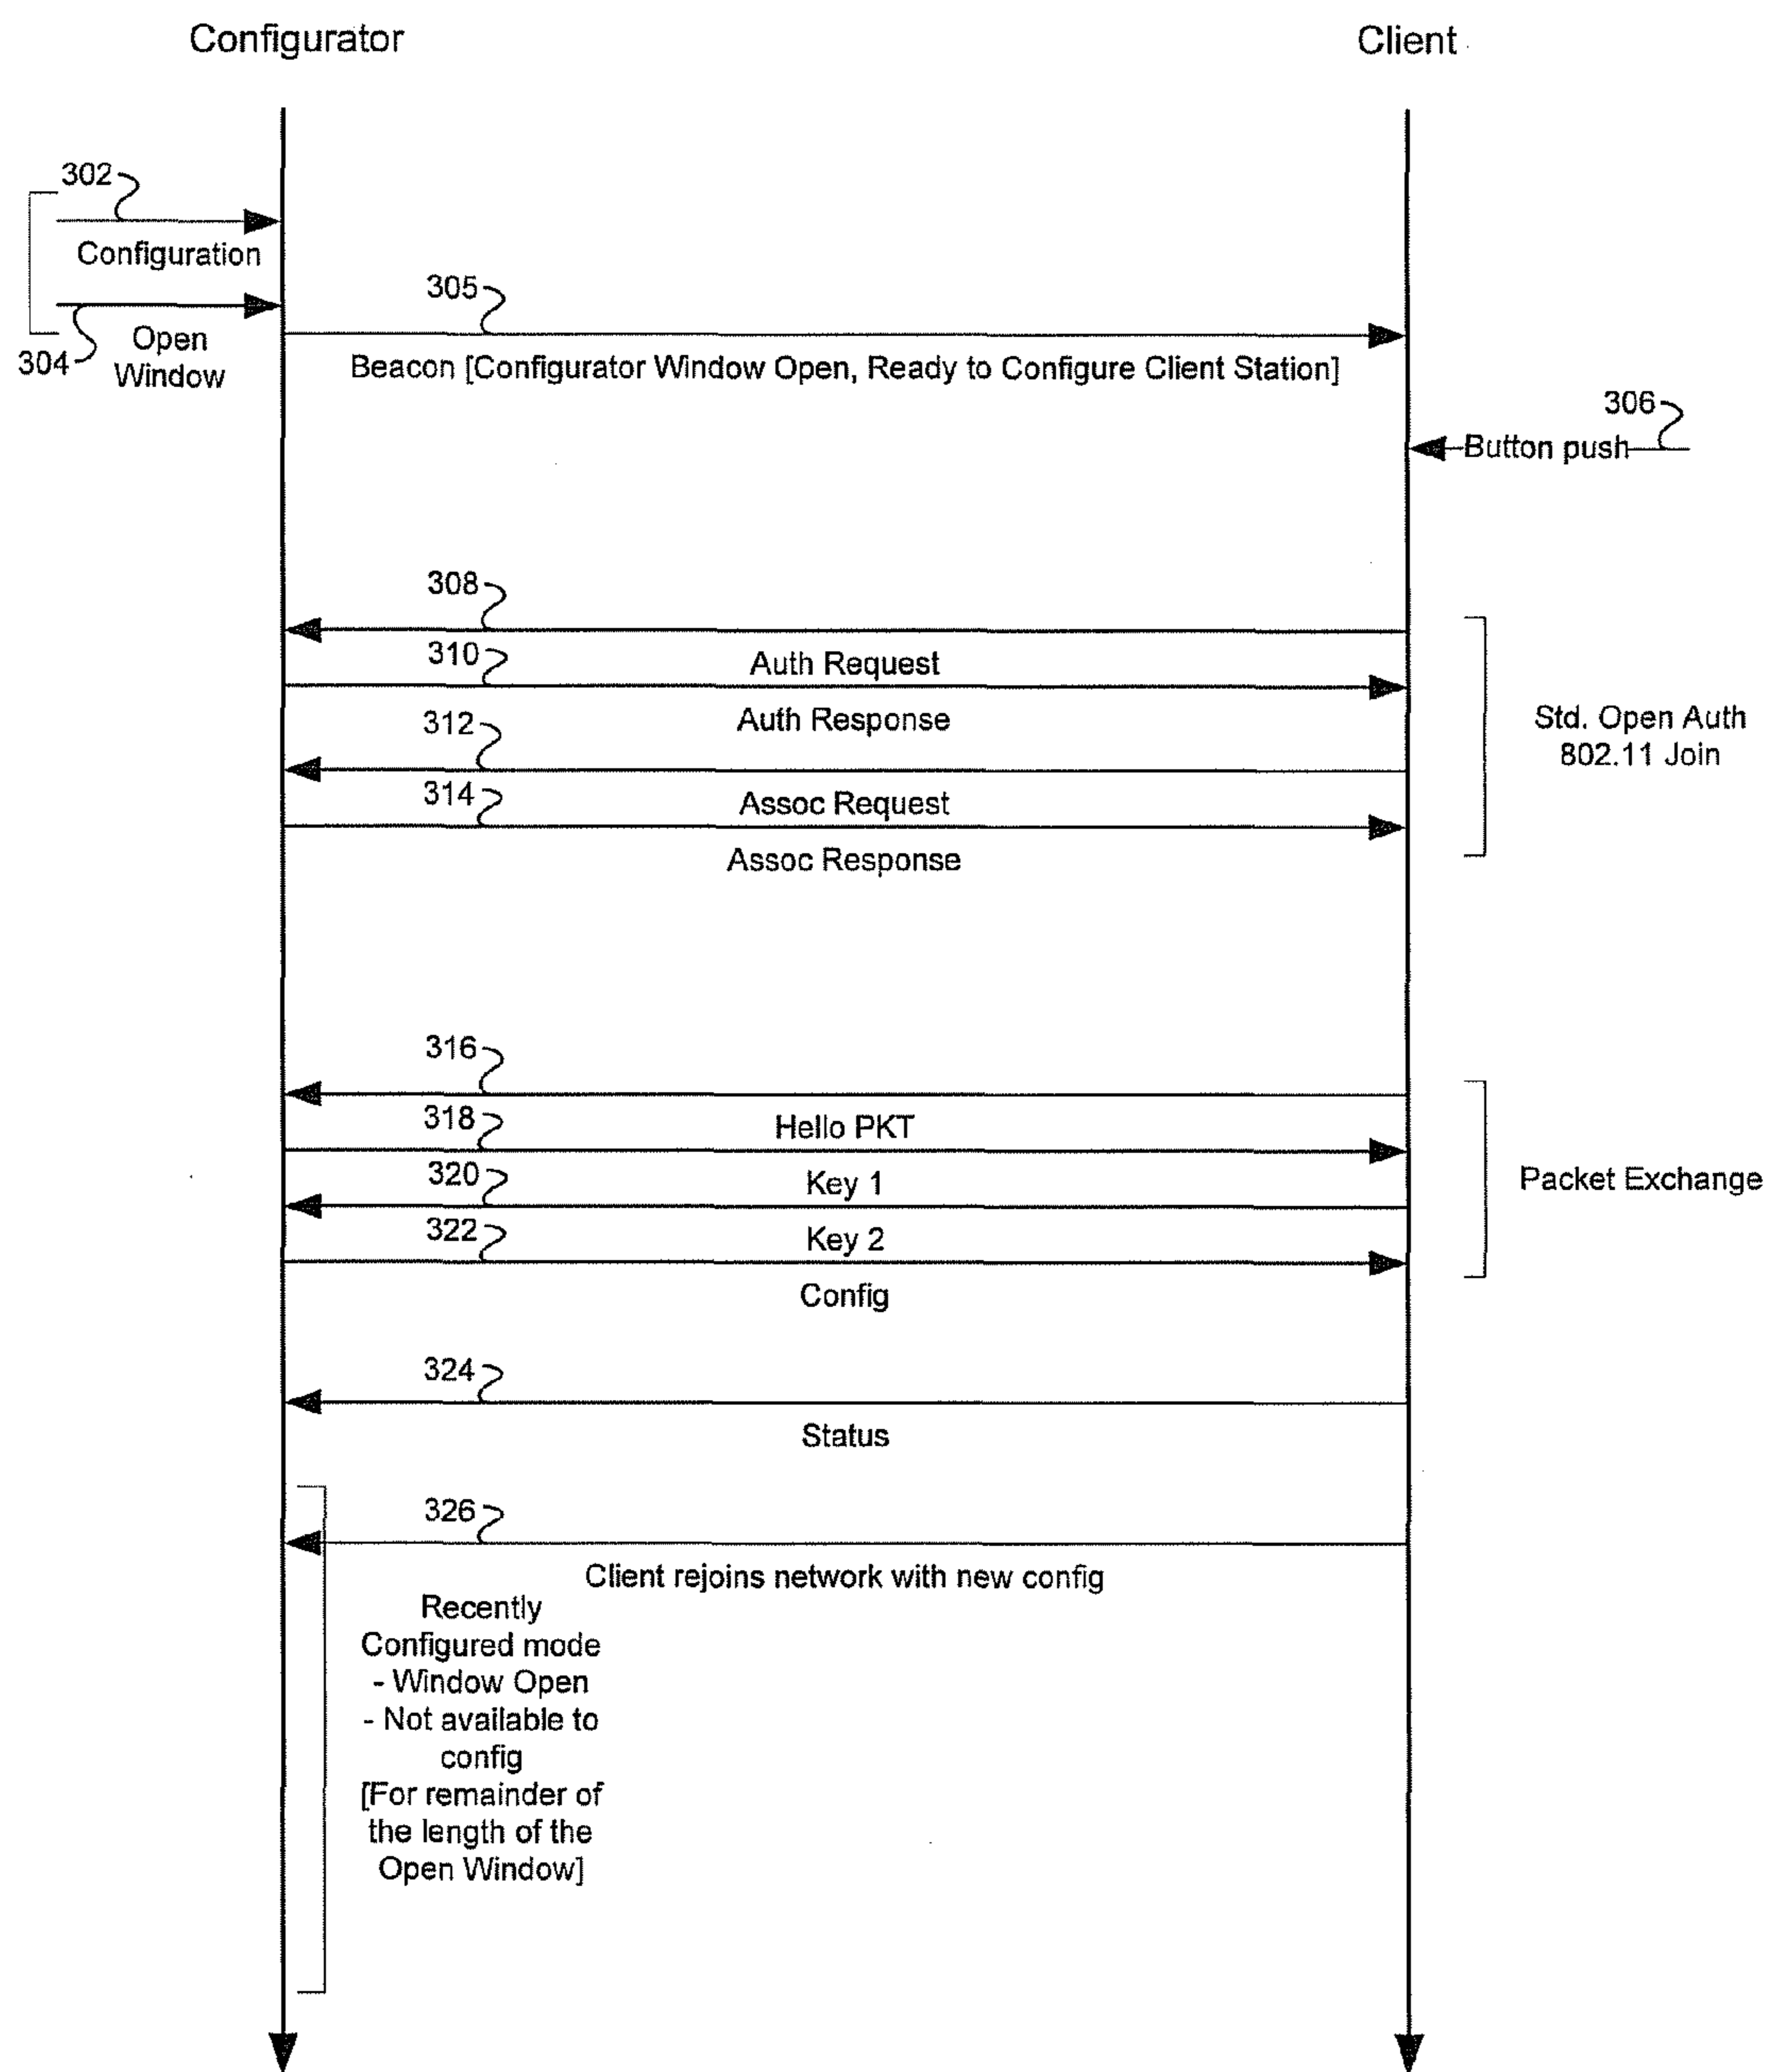 Configurator
Client
302
Configuration
304
Open
Window
305
Beacon [Configurator Window Open, Ready to Configure Client Station]
306
Button push
308
Auth Request
310
Auth Response
312
Assoc Request
314
Assoc Response
Std. Open Auth
802.11 Join
316
Hello PKT
318
Key 1
320
Key 2
322
Config
Packet Exchange
324
Status
326
Client rejoins network with new config
Recently
Configured mode
- Window Open
- Not available to
config
[For remainder of
the length of the
Open Window]